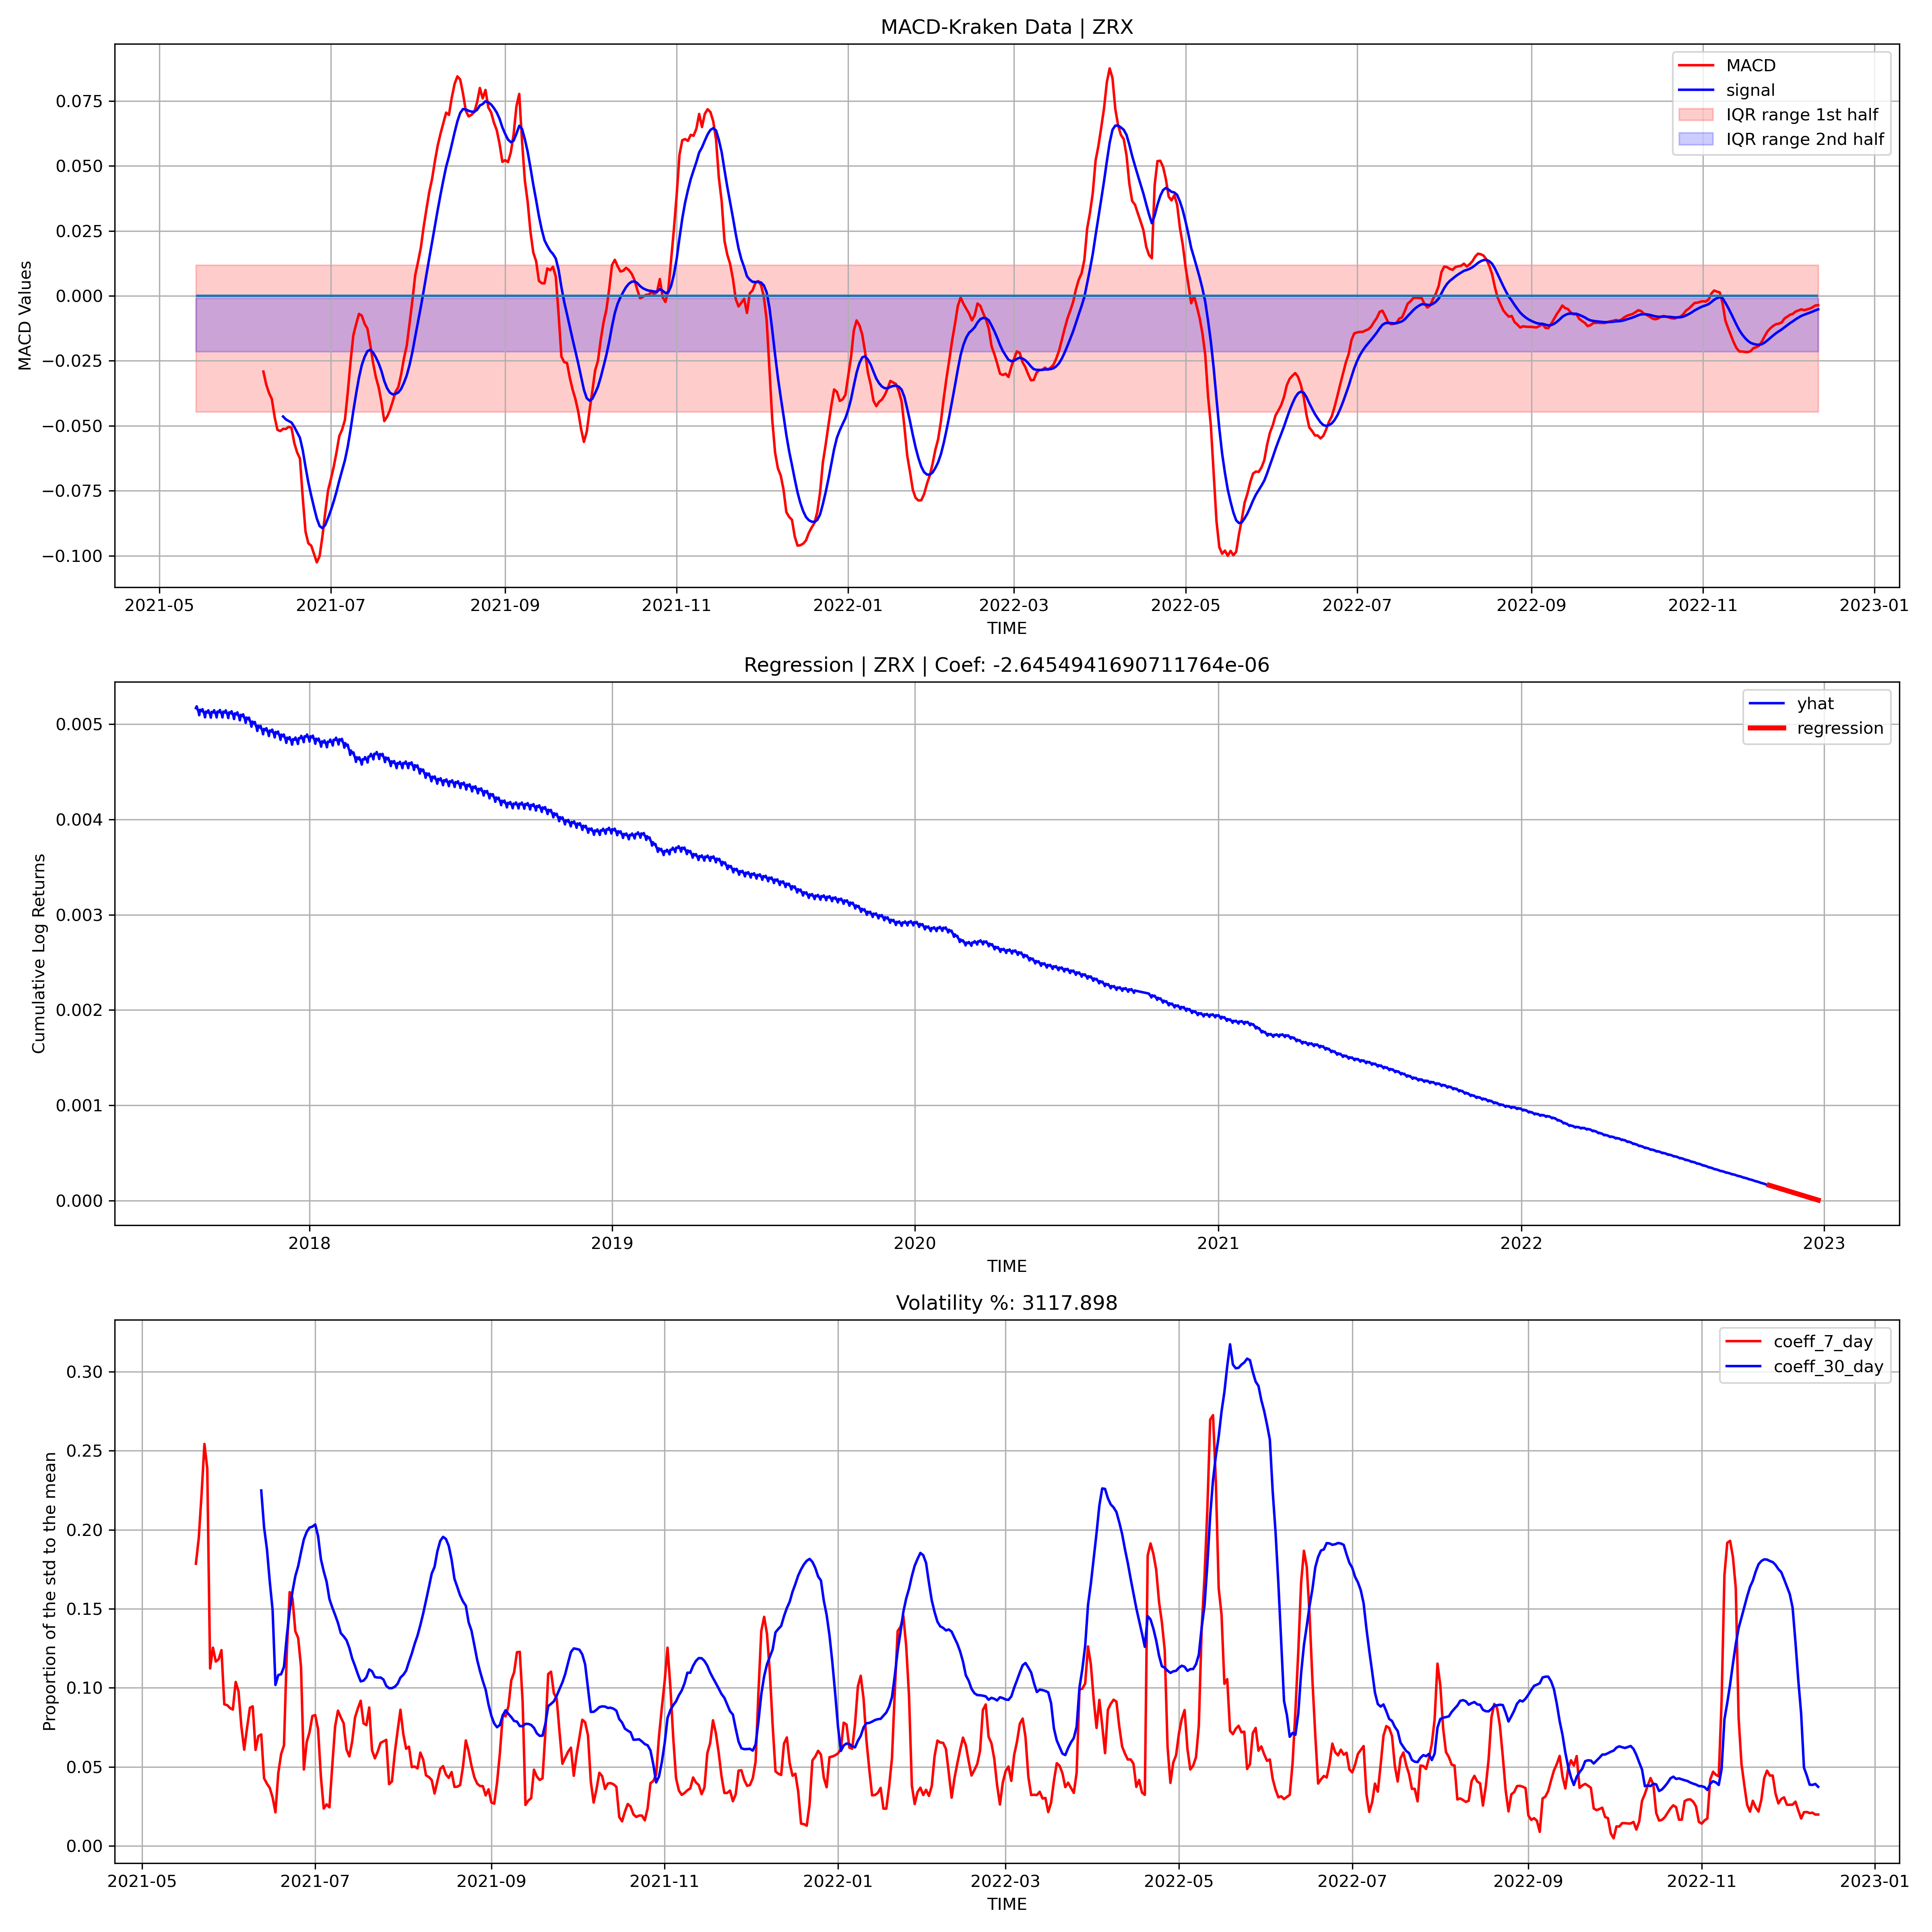 MACD-Kraken Data | ZRX
MACD
signal
IQR range 1st half
IQR range 2nd half
MACD Values
0.075
0.050
0.025
0.000
−0.025
−0.050
−0.075
−0.100
2021-05 2021-07 2021-09 2021-11 2022-01 2022-03 2022-05 2022-07 2022-09 2022-11 2023-01
TIME
Regression | ZRX | Coef: -2.6454941690711764e-06
yhat
regression
Cumulative Log Returns
0.005
0.004
0.003
0.002
0.001
0.000
2018 2019 2020 2021 2022 2023
TIME
Volatility %: 3117.898
coeff_7_day
coeff_30_day
Proportion of the std to the mean
0.30
0.25
0.20
0.15
0.10
0.05
0.00
2021-05 2021-07 2021-09 2021-11 2022-01 2022-03 2022-05 2022-07 2022-09 2022-11 2023-01
TIME